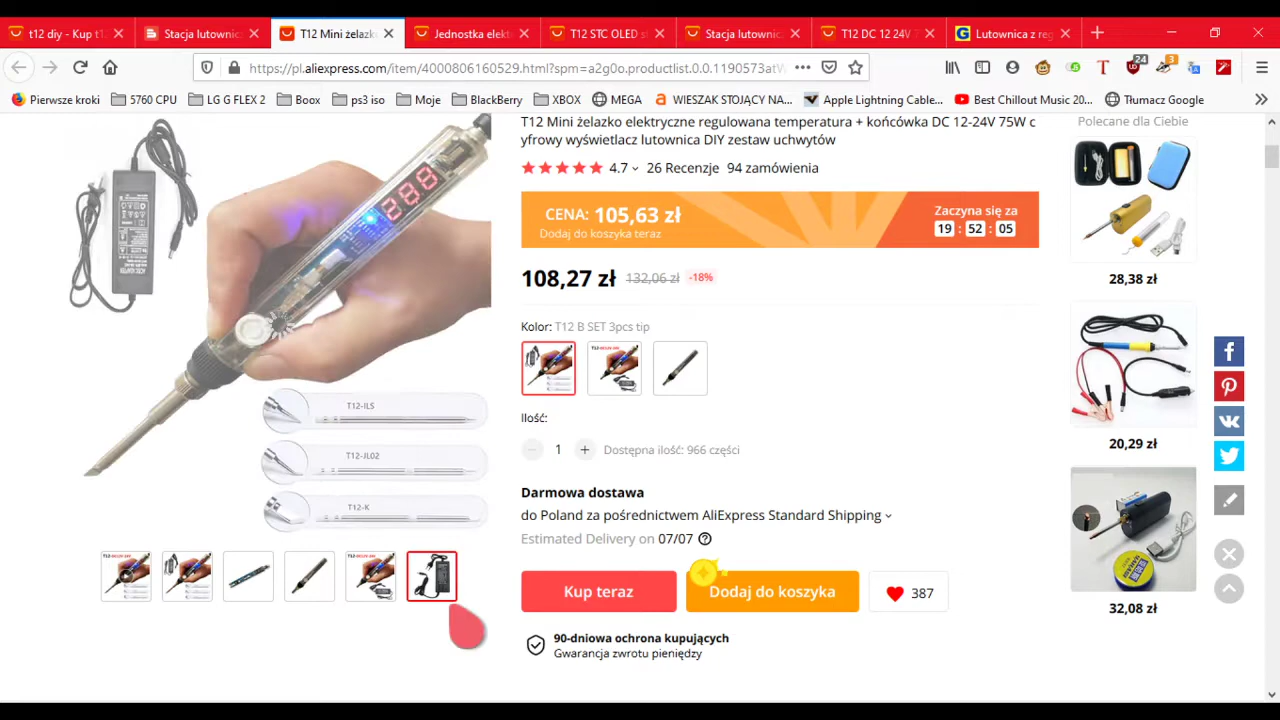 t12 diy - Kup t1
Stacja lutownic
T12 Mini żelazk
Jednostka elekt
T12 STC OLED st
Stacja lutownic
T12 DC 12 24V 7
Lutownica z reg
https://pl.aliexpress.com/item/4000806160529.html?spm=a2g0o.productlist.0.0.1190573atW
24
3
Pierwsze kroki
5760 CPU
LG G FLEX 2
Boox
ps3 iso
Moje
BlackBerry
XBOX
MEGA
WIESZAK STOJĄCY NA...
Apple Lightning Cable...
Best Chillout Music 20...
Tłumacz Google
T12 Mini żelazko elektryczne regulowana temperatura + końcówka DC 12-24V 75W c
yfrowy wyświetlacz lutownica DIY zestaw uchwytów
4.7
26 Recenzje
94 zamówienia
CENA: 105,63 zł
Dodaj do koszyka teraz
Zaczyna się za
19 : 52 : 05
108,27 zł
132,06 zł
-18%
Kolor: T12 B SET 3pcs tip
Ilość:
1
Dostępna ilość: 966 części
Darmowa dostawa
do Poland za pośrednictwem AliExpress Standard Shipping
Estimated Delivery on 07/07
Kup teraz
Dodaj do koszyka
387
90-dniowa ochrona kupujących
Gwarancja zwrotu pieniędzy
T12-ILS
T12-JL02
T12-K
Polecane dla Ciebie
28,38 zł
20,29 zł
32,08 zł